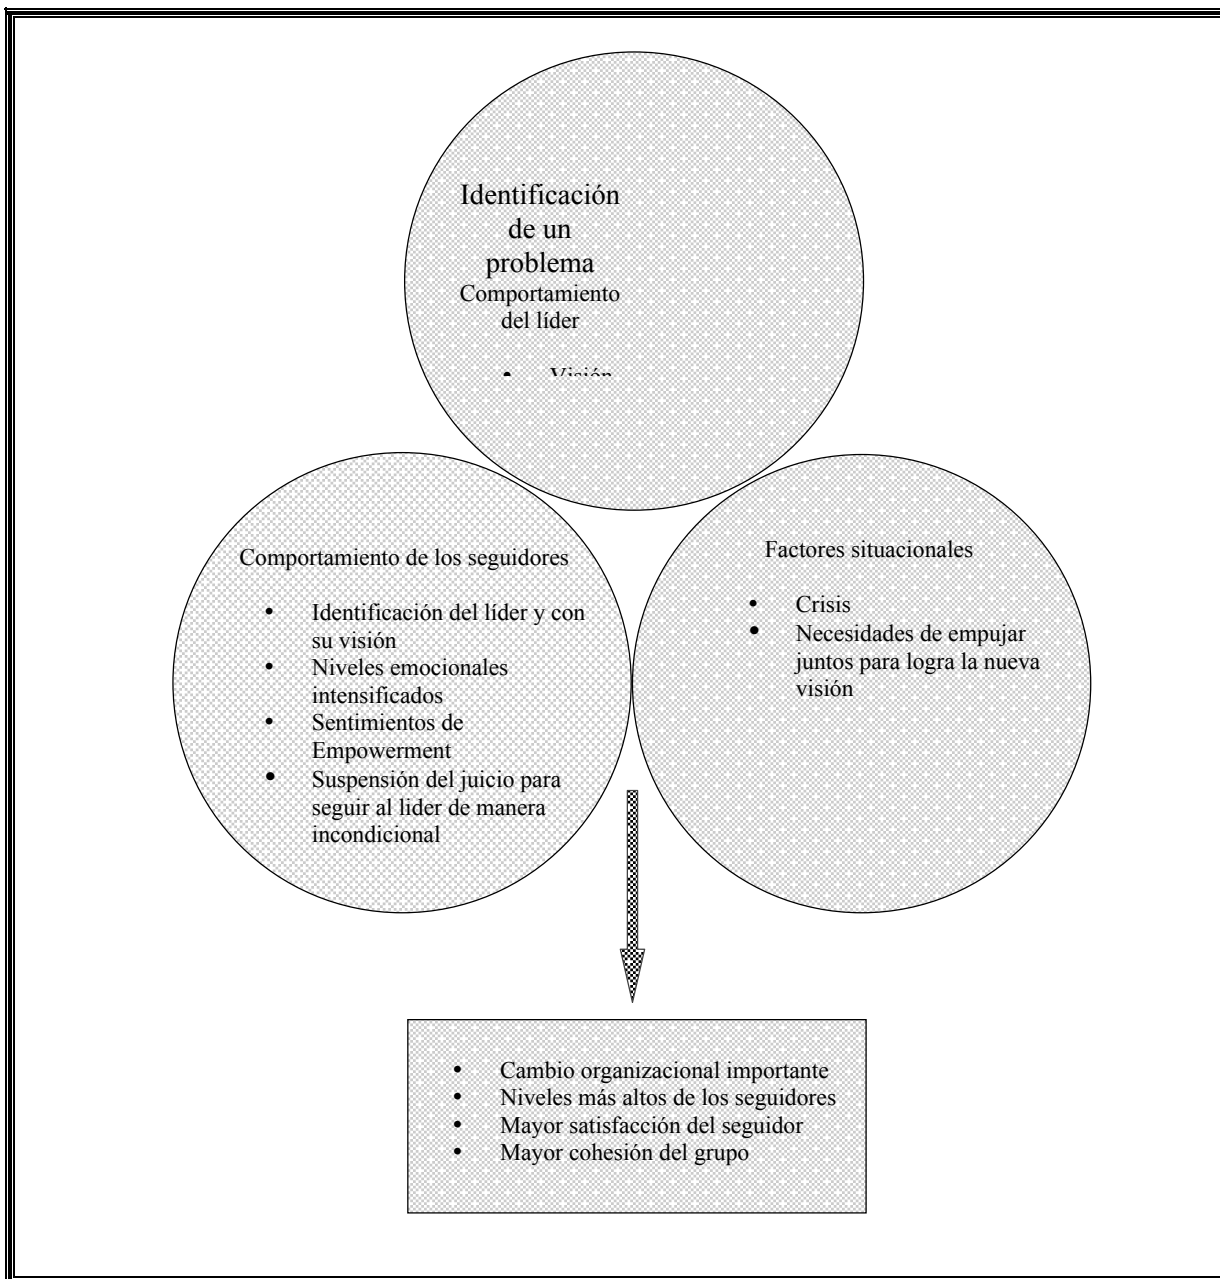 Identificación
de un
problema
Comportamiento
del líder
• Visión
Comportamiento de los seguidores
• Identificación del líder y con
su visión
• Niveles emocionales
intensificados
• Sentimientos de
Empowerment
• Suspensión del juicio para
seguir al lider de manera
incondicional
Factores situacionales
• Crisis
• Necesidades de empujar
juntos para logra la nueva
visión
• Cambio organizacional importante
• Niveles más altos de los seguidores
• Mayor satisfacción del seguidor
• Mayor cohesión del grupo